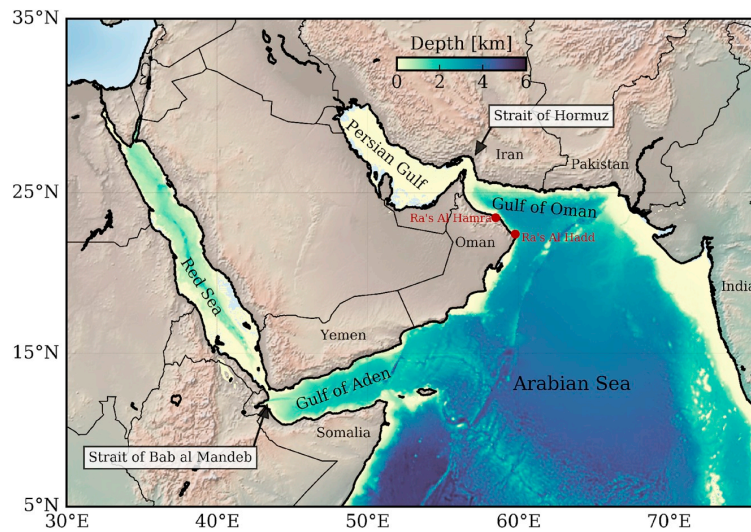 35°N
Depth [km]
0 2 4 6
Strait of Hormuz
Persian Gulf
Iran
Pakistan
25°N
Gulf of Oman
Ra's Al Hamra
Oman
Ra's Al Hadd
India
Red Sea
Yemen
15°N
Gulf of Aden
Arabian Sea
Somalia
Strait of Bab al Mandeb
5°N
30°E 40°E 50°E 60°E 70°E